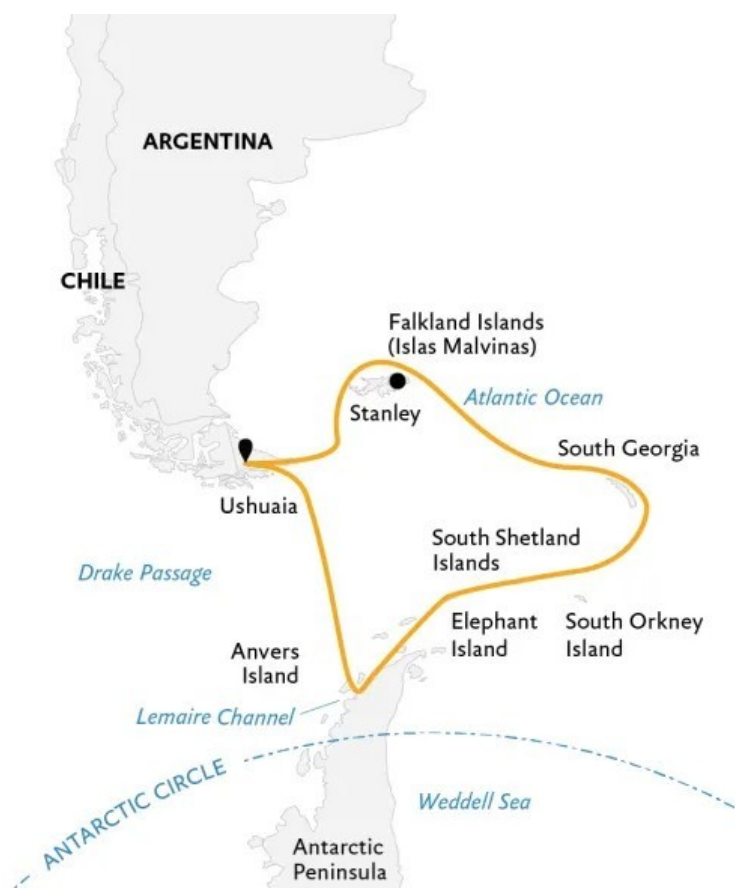 ARGENTINA
CHILE
Falkland Islands
(Islas Malvinas)
Atlantic Ocean
Stanley
South Georgia
Ushuaia
South Shetland
Islands
Drake Passage
Elephant
Island
South Orkney
Island
Anvers
Island
Lemaire Channel
ANTARCTIC CIRCLE
Weddell Sea
Antarctic
Peninsula